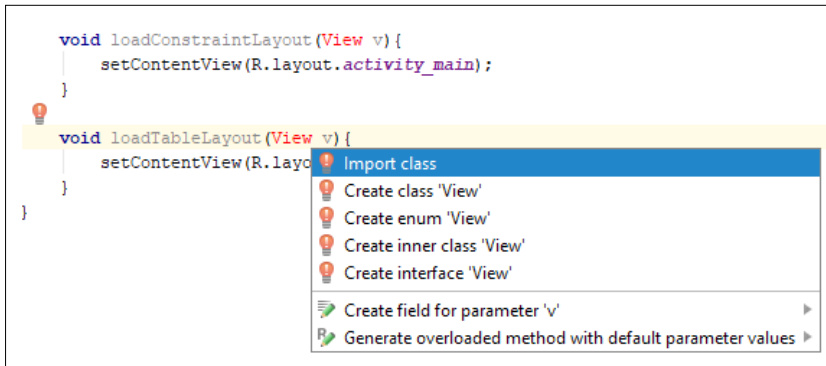 void loadConstraintLayout(View v){
setContentView(R.layout.activity_main);
}
void loadTableLayout(View v){
setContentView(R.layo
}
}
Import class
Create class 'View'
Create enum 'View'
Create inner class 'View'
Create interface 'View'
Create field for parameter 'v'
Generate overloaded method with default parameter values